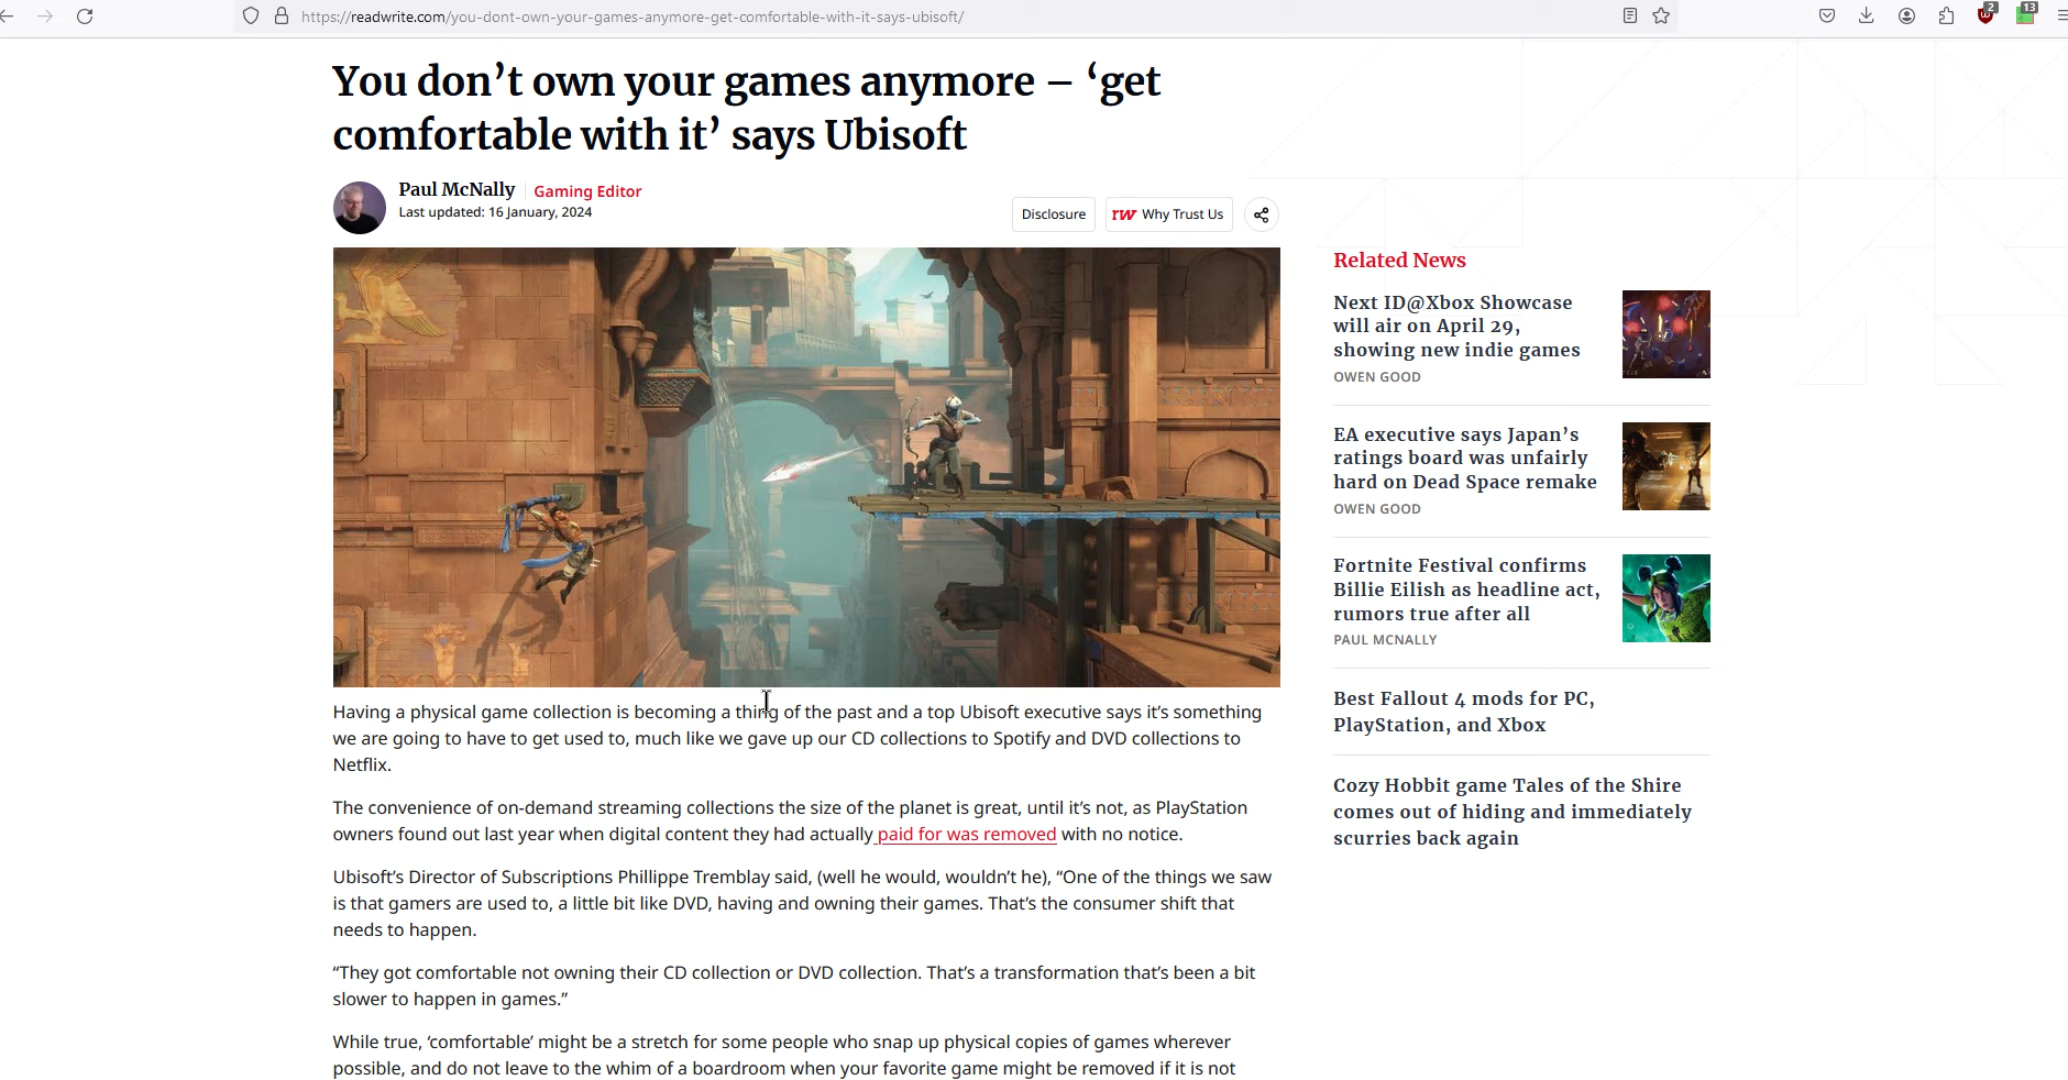 https://readwrite.com/you-dont-own-your-games-anymore-get-comfortable-with-it-says-ubisoft/
2
13
You don’t own your games anymore – ‘get
comfortable with it’ says Ubisoft
Paul McNally
Gaming Editor
Last updated: 16 January, 2024
Disclosure
rw Why Trust Us
Having a physical game collection is becoming a thing of the past and a top Ubisoft executive says it’s something
we are going to have to get used to, much like we gave up our CD collections to Spotify and DVD collections to
Netflix.
The convenience of on-demand streaming collections the size of the planet is great, until it’s not, as PlayStation
owners found out last year when digital content they had actually paid for was removed with no notice.
Ubisoft’s Director of Subscriptions Phillippe Tremblay said, (well he would, wouldn’t he), “One of the things we saw
is that gamers are used to, a little bit like DVD, having and owning their games. That’s the consumer shift that
needs to happen.
“They got comfortable not owning their CD collection or DVD collection. That’s a transformation that’s been a bit
slower to happen in games.”
While true, ‘comfortable’ might be a stretch for some people who snap up physical copies of games wherever
possible, and do not leave to the whim of a boardroom when your favorite game might be removed if it is not
Related News
Next ID@Xbox Showcase
will air on April 29,
showing new indie games
OWEN GOOD
EA executive says Japan’s
ratings board was unfairly
hard on Dead Space remake
OWEN GOOD
Fortnite Festival confirms
Billie Eilish as headline act,
rumors true after all
PAUL MCNALLY
Best Fallout 4 mods for PC,
PlayStation, and Xbox
Cozy Hobbit game Tales of the Shire
comes out of hiding and immediately
scurries back again